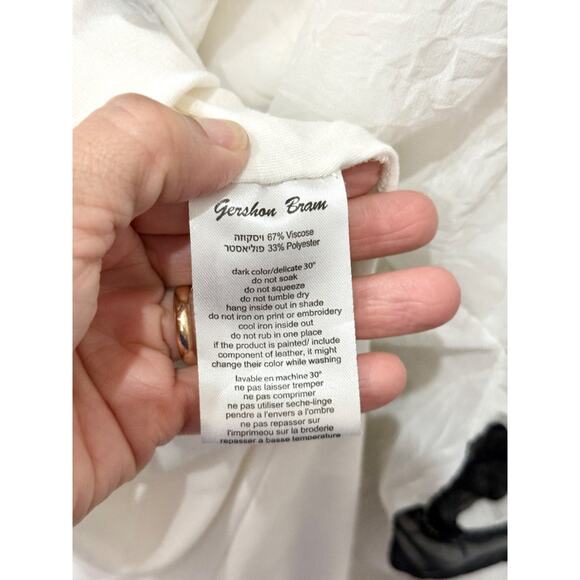 Gershon Bram
ויסקוזה 67% Viscose
פוליאסטר 33% Polyester
dark color/delicate 30°
do not soak
do not squeeze
do not tumble dry
hang inside out in shade
do not iron on print or embroidery
cool iron inside out
do not rub in one place
if the product is painted/ include
component of leather, it might
change their color while washing
lavable en machine 30°
ne pas laisser tremper
ne pas comprimer
ne pas utiliser seche-linge
pendre a l'envers a l'ombre
ne pas repasser sur
l'imprimeou sur la broderie
repasser a basse temperature